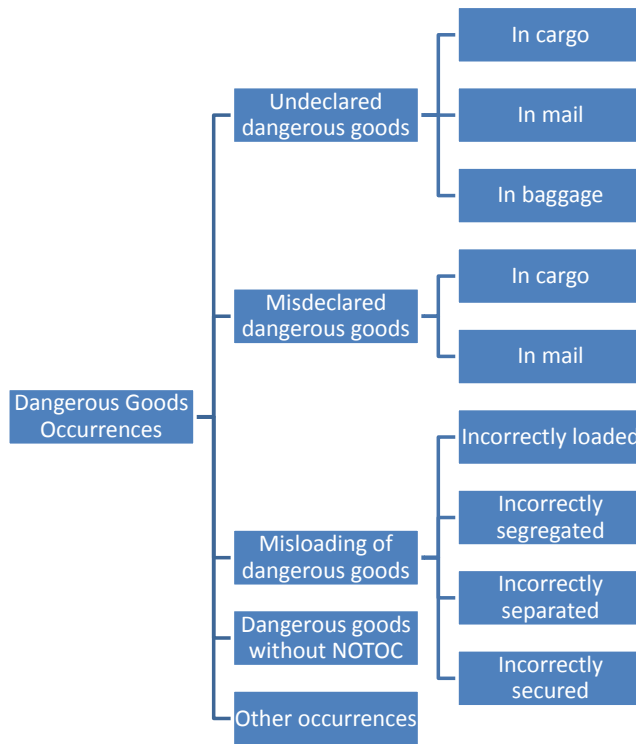 Dangerous Goods
Occurrences
Undeclared
dangerous goods
In cargo
In mail
In baggage
Misdeclared
dangerous goods
In cargo
In mail
Misloading of
dangerous goods
Incorrectly loaded
Incorrectly
segregated
Incorrectly
separated
Incorrectly
secured
Dangerous goods
without NOTOC
Other occurrences